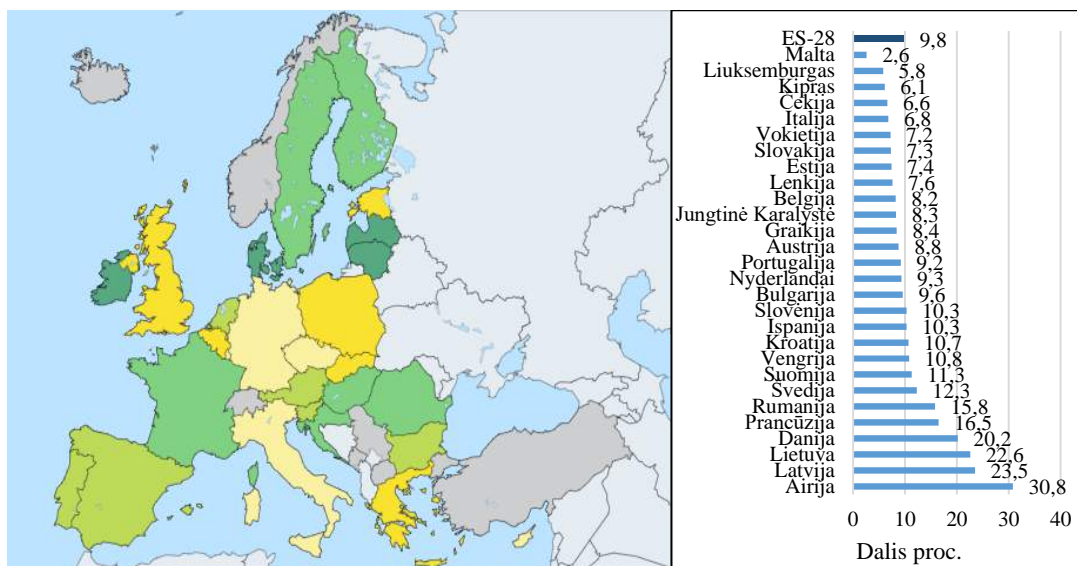 ES-28 9,8
Malta 2,6
Liuksemburgas 5,8
Kipras 6,1
Čekija 6,6
Italija 6,8
Vokietija 7,2
Slovakija 7,3
Estija 7,4
Lenkija 7,6
Belgija 8,2
Jungtinė Karalystė 8,3
Graikija 8,4
Austrija 8,8
Portugalija 9,2
Nyderlandai 9,3
Bulgarija 9,6
Slovėnija 10,3
Ispanija 10,3
Kroatija 10,7
Vengrija 10,8
Suomija 11,3
Švedija 12,3
Rumanija 15,8
Prancūzija 16,5
Danija 20,2
Lietuva 22,6
Latvija 23,5
Airija 30,8
0 10 20 30 40
Dalis proc.